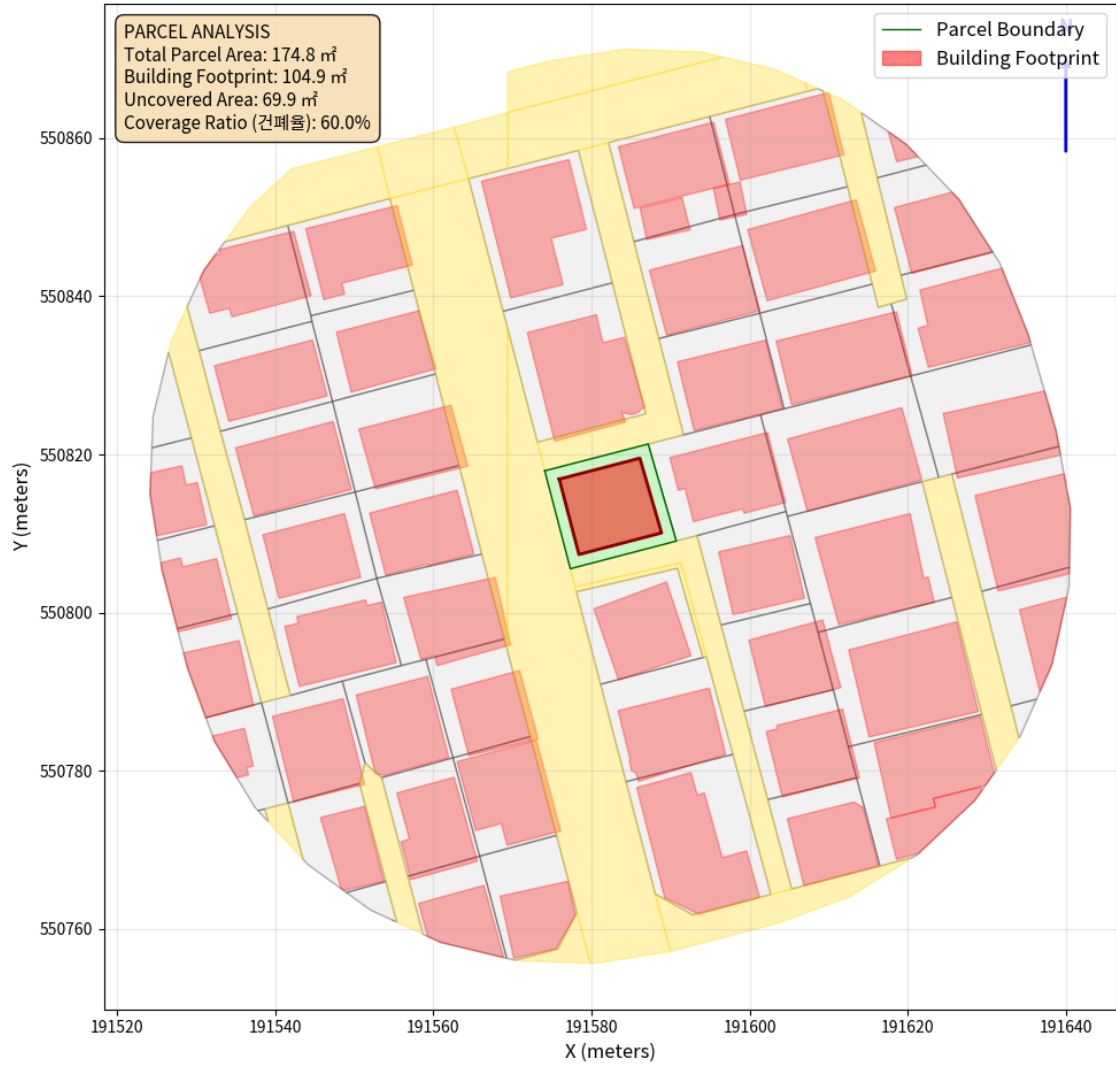 PARCEL ANALYSIS
Total Parcel Area: 174.8 ㎡
Building Footprint: 104.9 ㎡
Uncovered Area: 69.9 ㎡
Coverage Ratio (건폐율): 60.0%
Parcel Boundary
Building Footprint
N
550860
550840
550820
550800
550780
550760
Y (meters)
191520
191540
191560
191580
191600
191620
191640
X (meters)